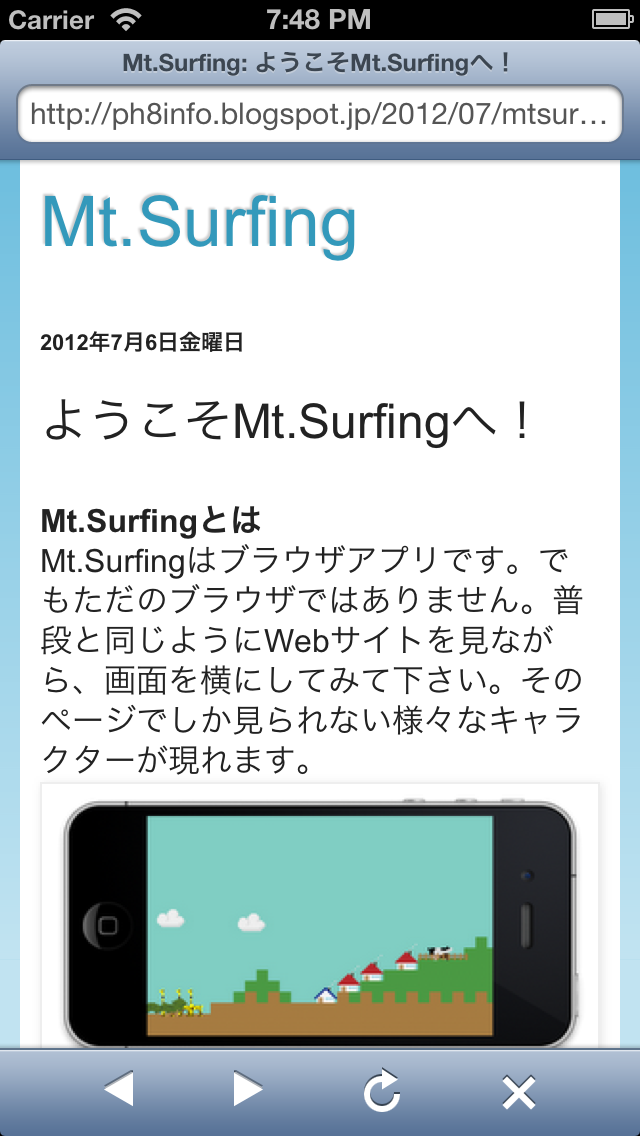 Carrier 7:48 PM
Mt.Surfing: ようこそMt.Surfingへ！
http://ph8info.blogspot.jp/2012/07/mtsur…
Mt.Surfing
2012年7月6日金曜日
ようこそMt.Surfingへ！
Mt.Surfingとは
Mt.Surfingはブラウザアプリです。で
もただのブラウザではありません。普
段と同じようにWebサイトを見なが
ら、画面を横にしてみて下さい。その
ページでしか見られない様々なキャラ
クターが現れます。